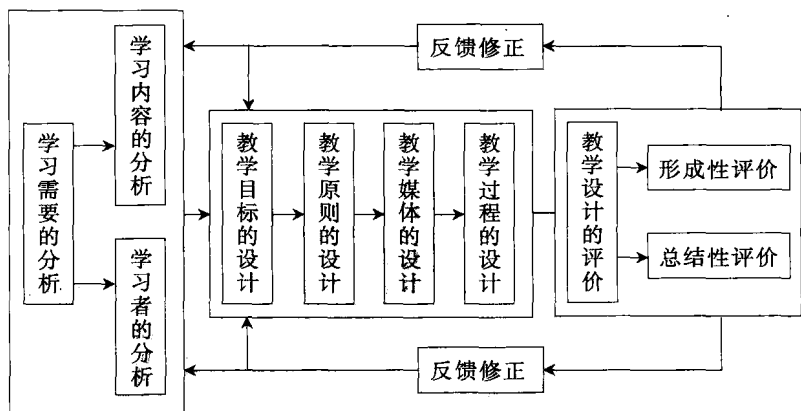 学习需要的分析
学习内容的分析
学习者的分析
反馈修正
教学目标的设计
教学原则的设计
教学媒体的设计
教学过程的设计
教学设计的评价
形成性评价
总结性评价
反馈修正